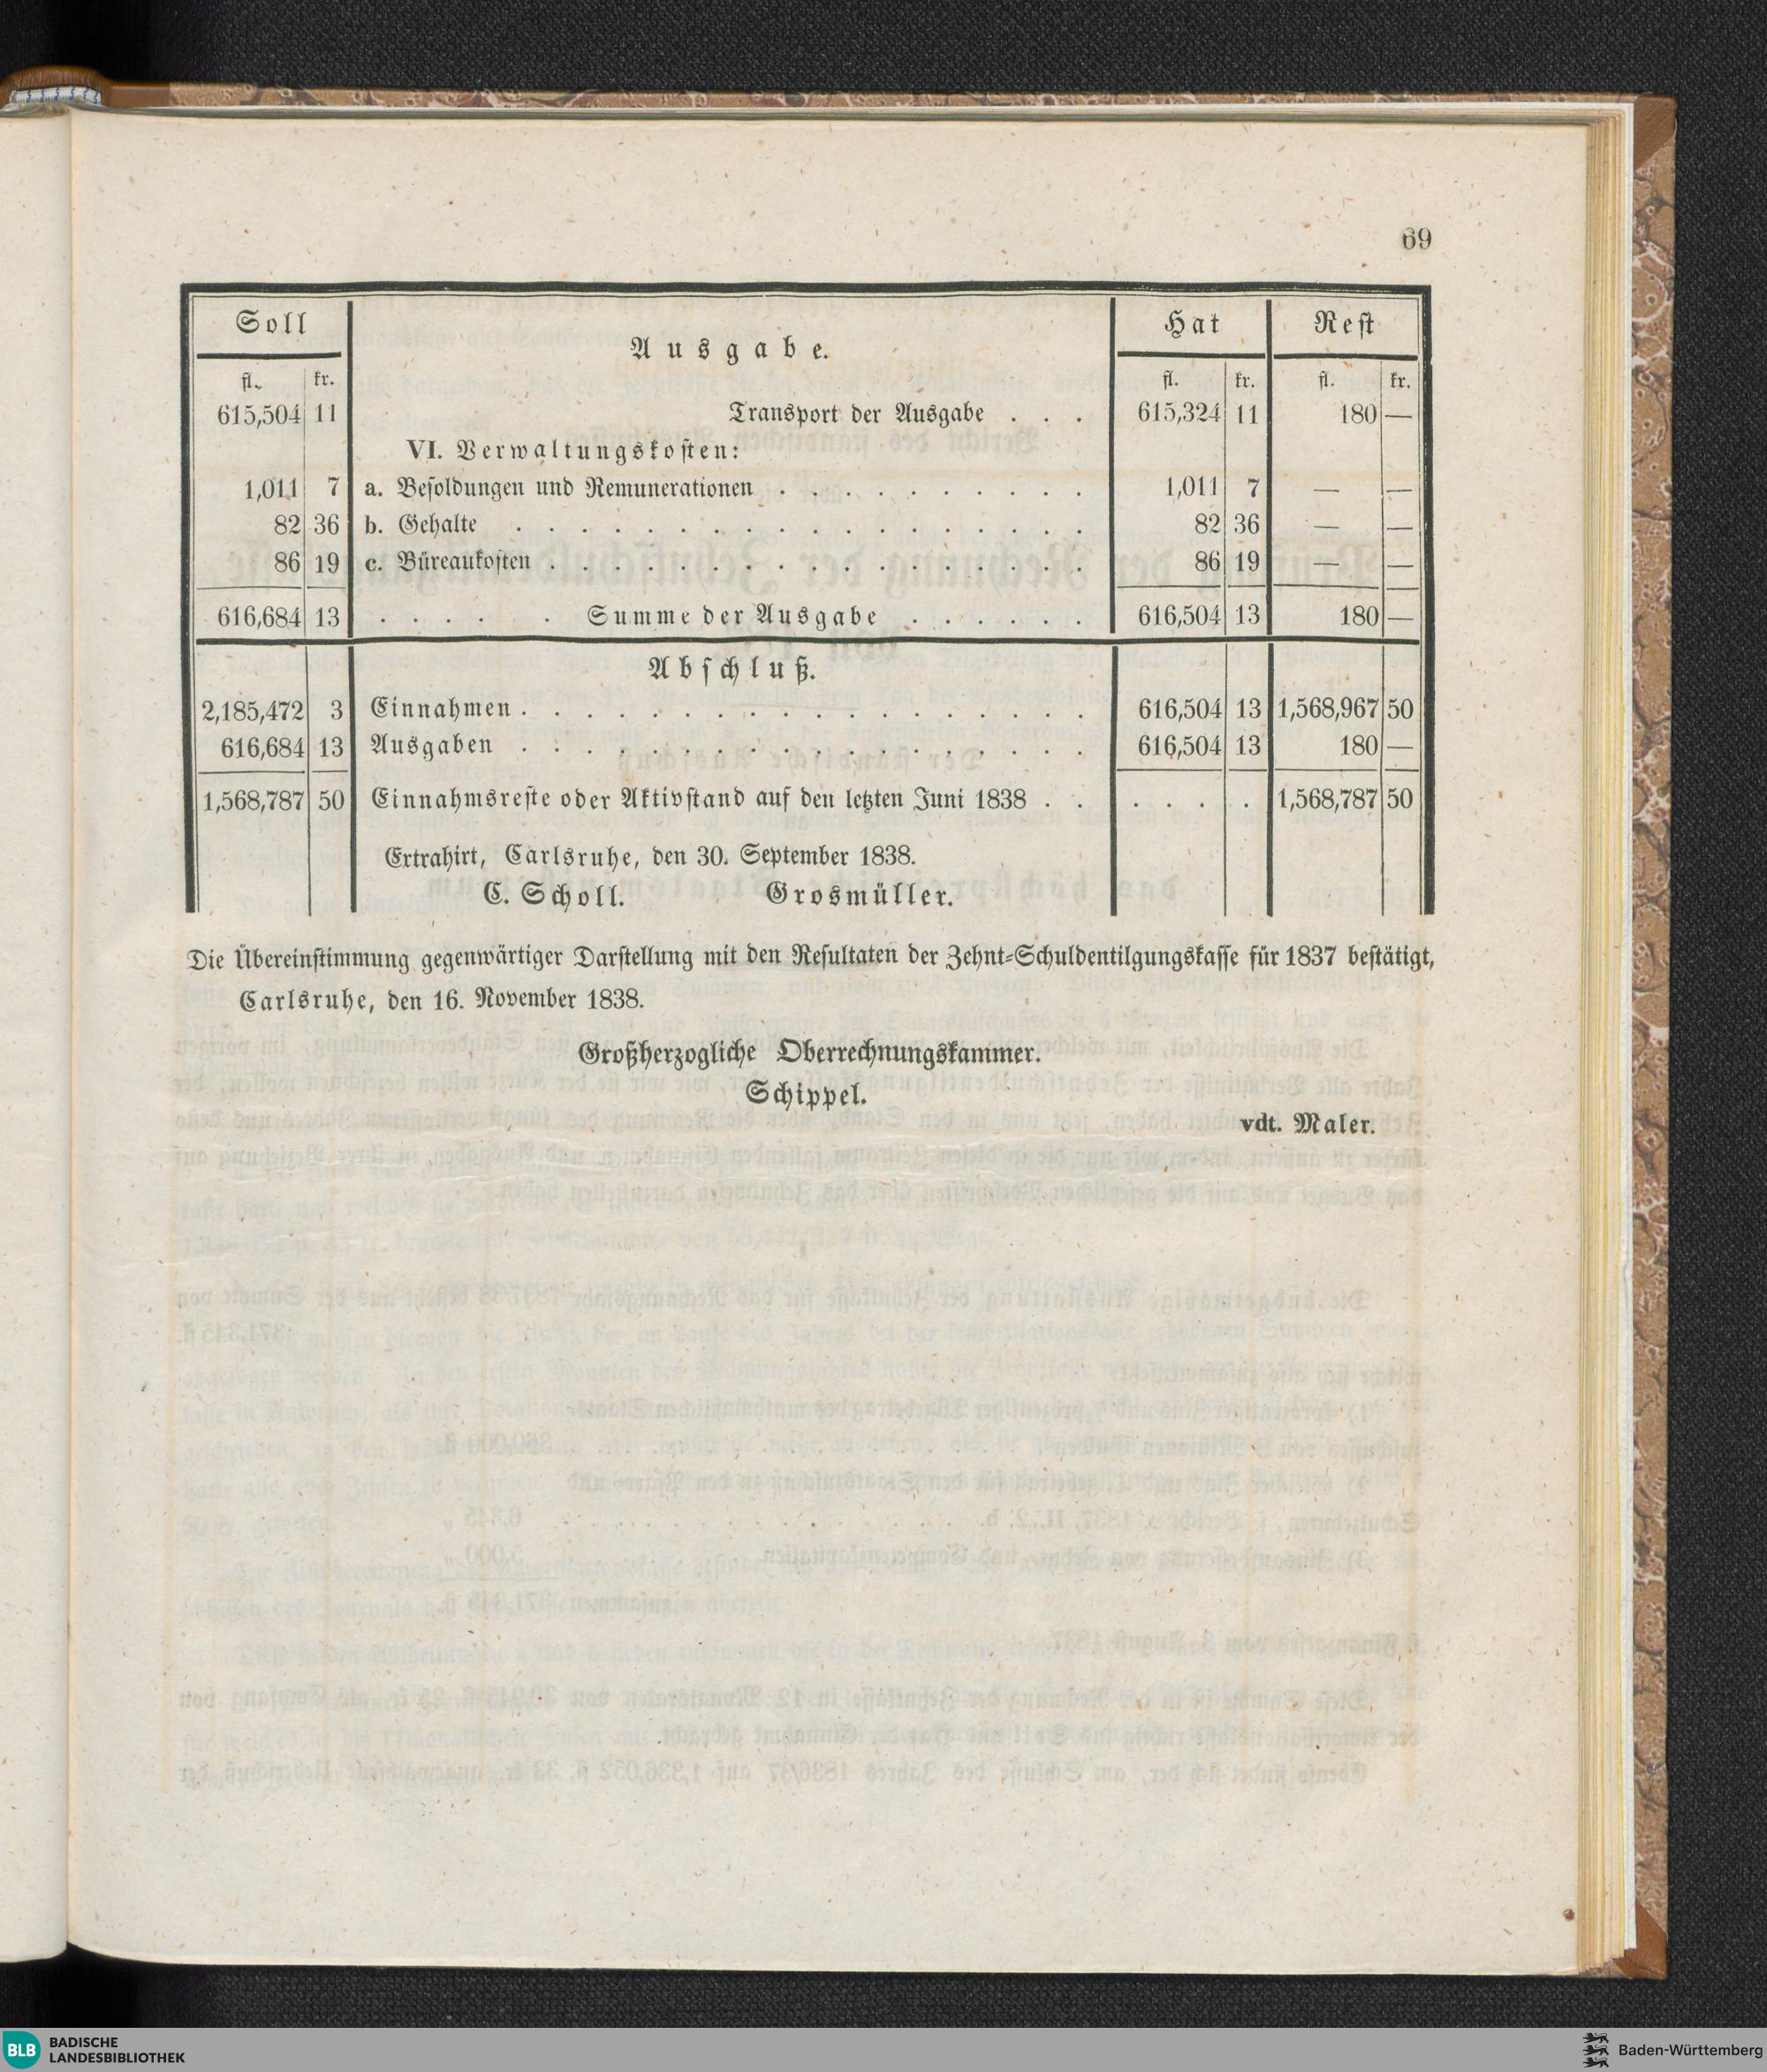 69
Soll Ausgabe. Hat Rest
fl. kr. fl. kr. fl. kr.
615,504 11 Transport der Ausgabe . . . 615,324 11 180 —
VI. Verwaltungskosten:
1,011 7 a. Besoldungen und Remunerationen . . . . . . . . . . 1,011 7 — —
82 36 b. Gehalte . . . . . . . . . . . . . . . . . . 82 36 — —
86 19 c. Büreaukosten . . . . . . . . . . . . . . . . . 86 19 — —
616,684 13 . . . . . Summe der Ausgabe . . . . . . 616,504 13 180 —
Abschluß.
2,185,472 3 Einnahmen . . . . . . . . . . . . . . . . . . 616,504 13 1,568,967 50
616,684 13 Ausgaben . . . . . . . . . . . . . . . . . . 616,504 13 180 —
1,568,787 50 Einnahmsreste oder Aktivstand auf den letzten Juni 1838 . . . . . . 1,568,787 50
Extrahirt, Carlsruhe, den 30. September 1838.
C. Scholl. Grosmüller.
Die Übereinstimmung gegenwärtiger Darstellung mit den Resultaten der Zehnt-Schuldentilgungskasse für 1837 bestätigt,
Carlsruhe, den 16. November 1838.
Großherzogliche Oberrechnungskammer.
Schippel.
vdt. Maler.
BLB BADISCHE
LANDESBIBLIOTHEK
Baden-Württemberg